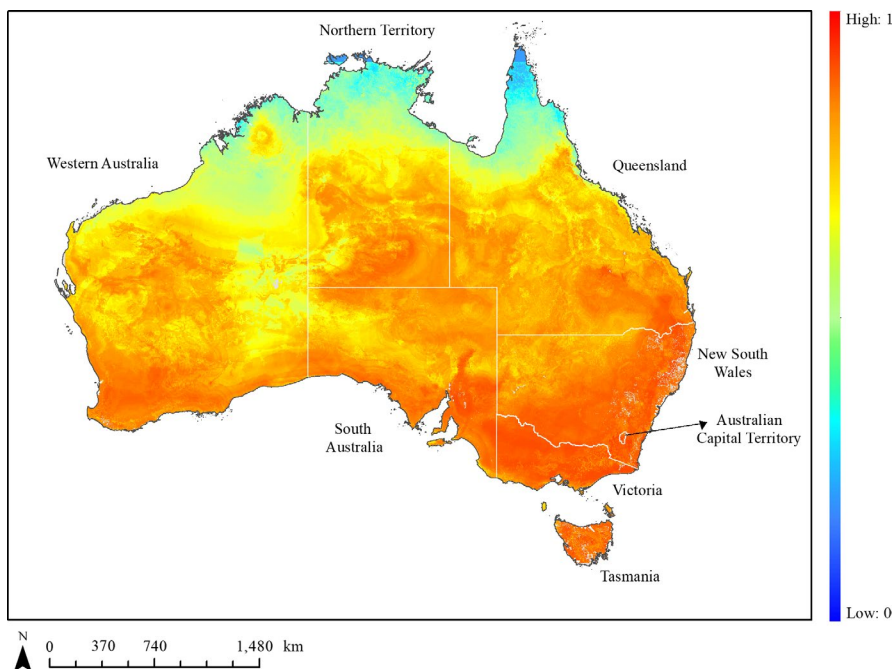 Northern Territory
High: 1
Western Australia
Queensland
New South
Wales
South
Australia
Australian
Capital Territory
Victoria
Tasmania
Low: 0
N
0 370 740 1,480 km